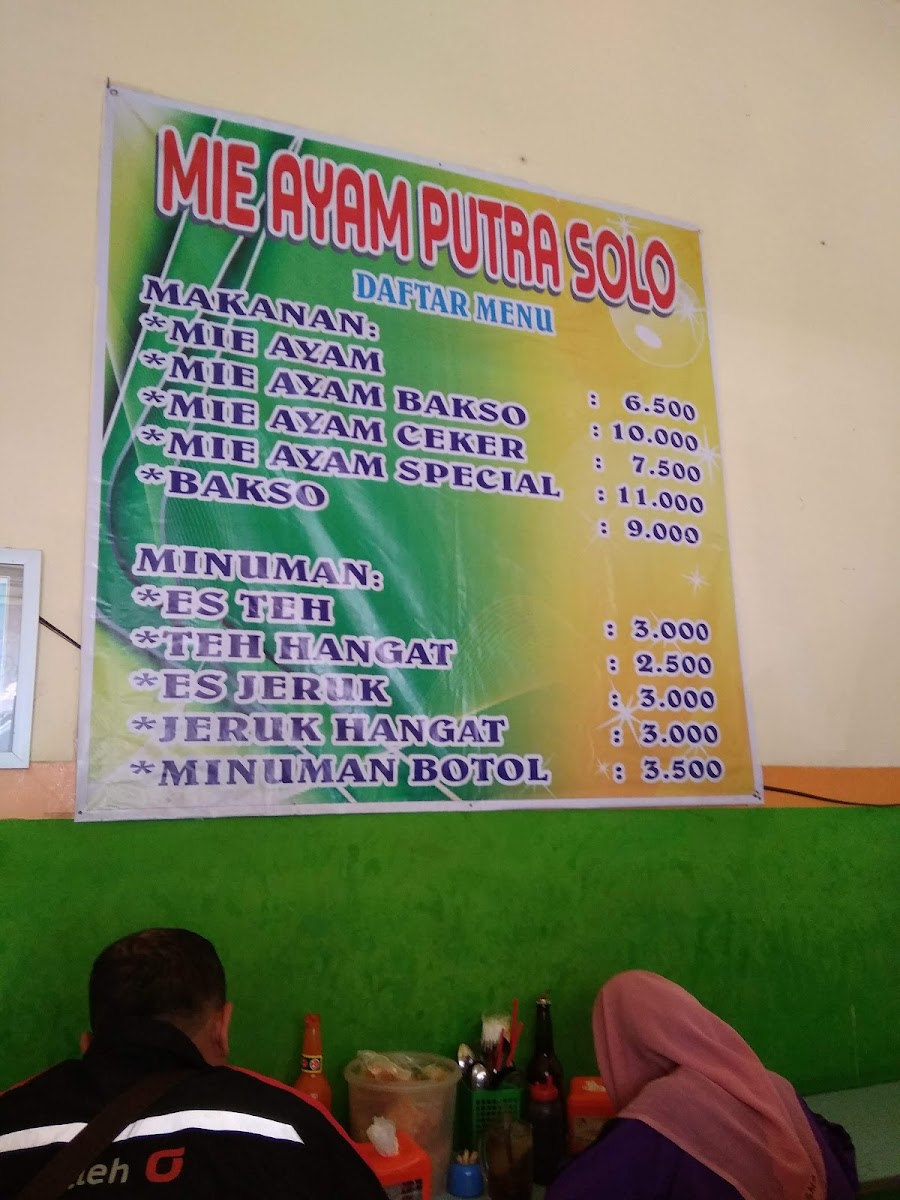 MIE AYAM PUTRA SOLO
DAFTAR MENU
MAKANAN:
*MIE AYAM : 6.500
*MIE AYAM BAKSO : 10.000
*MIE AYAM CEKER : 7.500
*MIE AYAM SPECIAL : 11.000
*BAKSO : 9.000
MINUMAN:
*ES TEH : 3.000
*TEH HANGAT : 2.500
*ES JERUK : 3.000
*JERUK HANGAT : 3.000
*MINUMAN BOTOL : 3.500